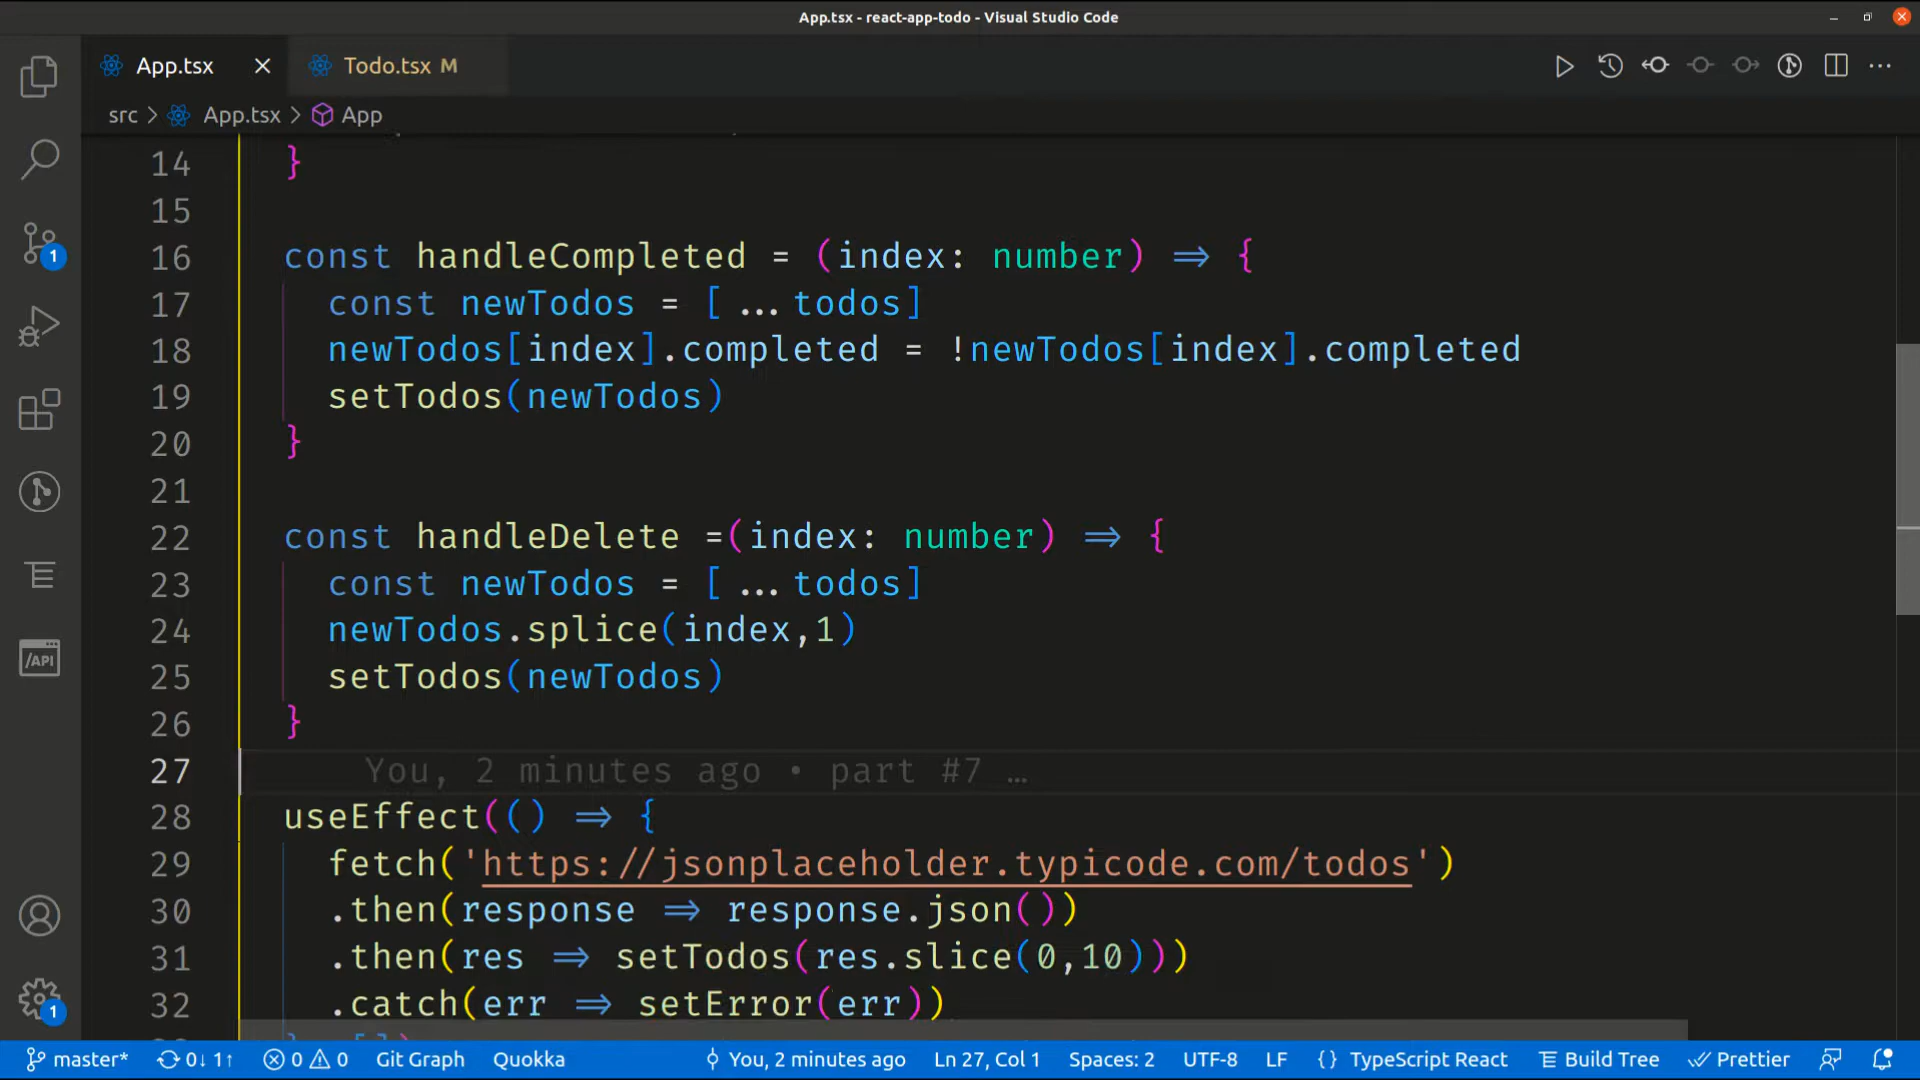 App.tsx - react-app-todo - Visual Studio Code
App.tsx
Todo.tsx M
src > App.tsx > App
14 }
15
16 const handleCompleted = (index: number) => {
17 const newTodos = [ ...todos]
18 newTodos[index].completed = !newTodos[index].completed
19 setTodos(newTodos)
20 }
21
22 const handleDelete =(index: number) => {
23 const newTodos = [ ...todos]
24 newTodos.splice(index,1)
25 setTodos(newTodos)
26 }
27 You, 2 minutes ago • part #7 …
28 useEffect(() => {
29 fetch('https://jsonplaceholder.typicode.com/todos')
30 .then(response => response.json())
31 .then(res => setTodos(res.slice(0,10)))
32 .catch(err => setError(err))
1
/API
1
master* 0↓ 1↑ 0 0 Git Graph Quokka You, 2 minutes ago Ln 27, Col 1 Spaces: 2 UTF-8 LF {} TypeScript React Build Tree Prettier